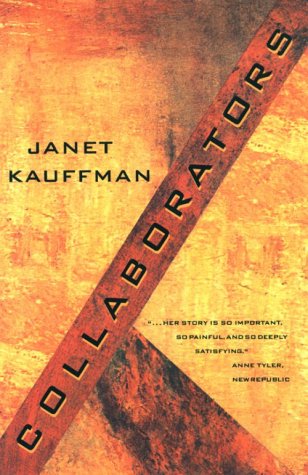 JANET
KAUFFMAN
COLLABORATORS
"...HER STORY IS SO IMPORTANT,
SO PAINFUL, AND SO DEEPLY
SATISFYING."
ANNE TYLER,
NEW REPUBLIC